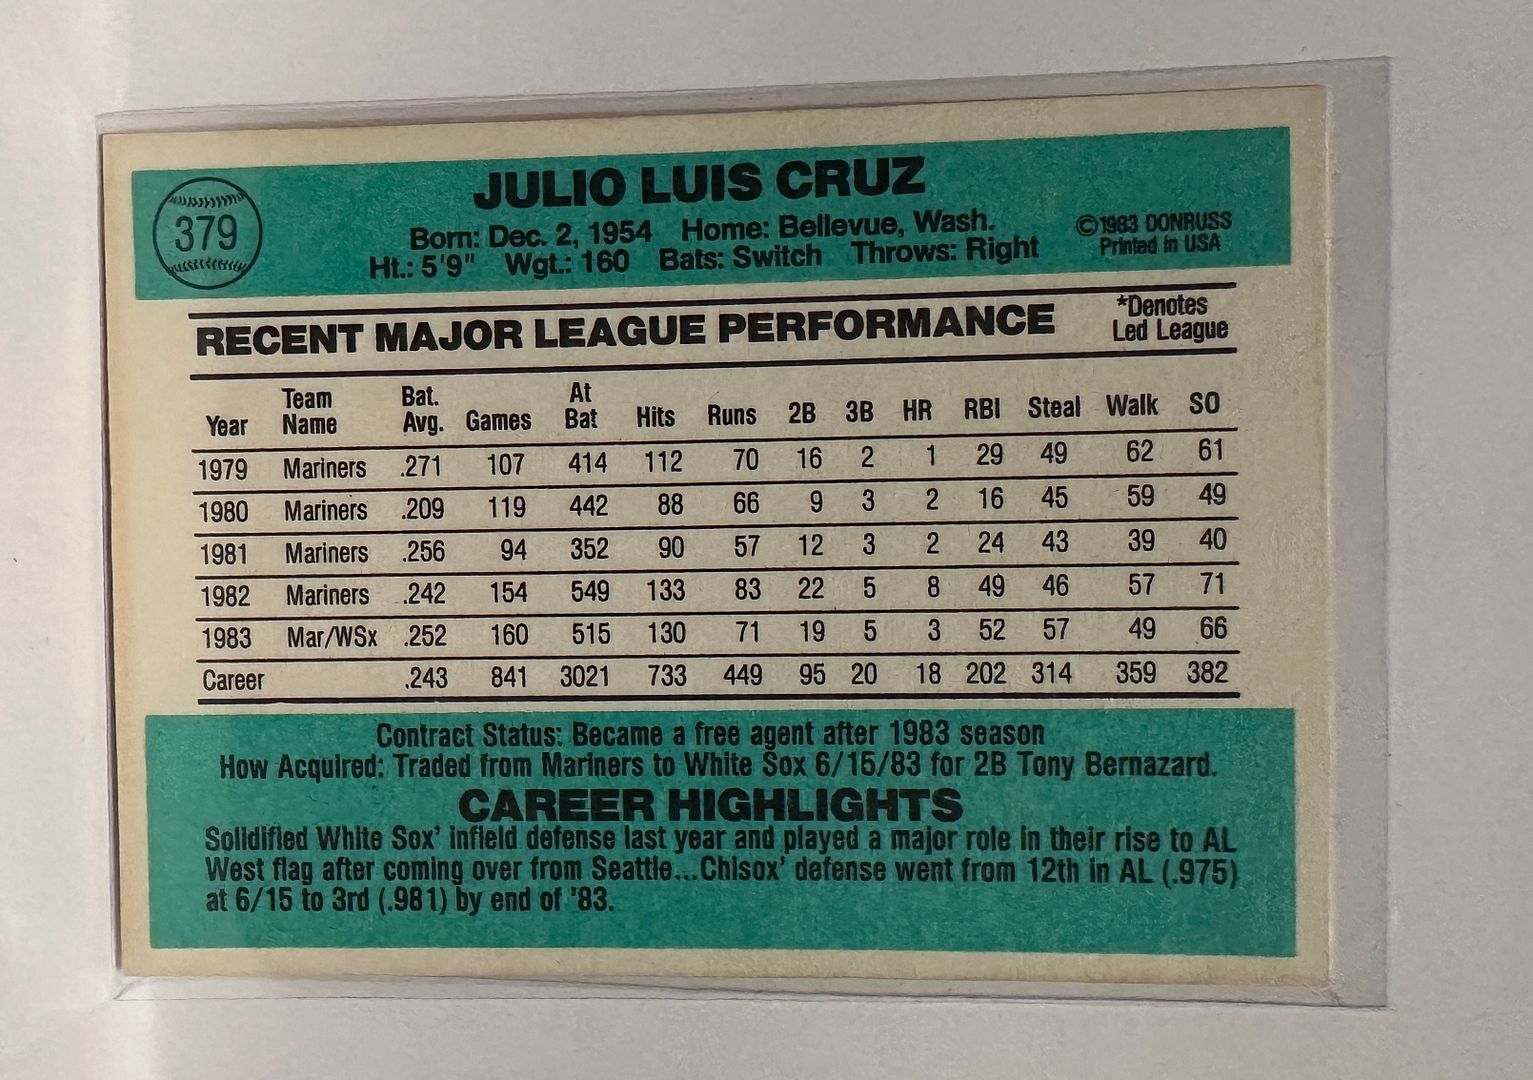 379
JULIO LUIS CRUZ
Born: Dec. 2, 1954 Home: Bellevue, Wash.
Ht.: 5'9" Wgt.: 160 Bats: Switch Throws: Right
©1983 DONRUSS
Printed in USA
RECENT MAJOR LEAGUE PERFORMANCE
*Denotes
Led League
Year Team Name Bat. Avg. Games At Bat Hits Runs 2B 3B HR RBI Steal Walk SO
1979 Mariners .271 107 414 112 70 16 2 1 29 49 62 61
1980 Mariners .209 119 442 88 66 9 3 2 16 45 59 49
1981 Mariners .256 94 352 90 57 12 3 2 24 43 39 40
1982 Mariners .242 154 549 133 83 22 5 8 49 46 57 71
1983 Mar/WSx .252 160 515 130 71 19 5 3 52 57 49 66
Career .243 841 3021 733 449 95 20 18 202 314 359 382
Contract Status: Became a free agent after 1983 season
How Acquired: Traded from Mariners to White Sox 6/15/83 for 2B Tony Bernazard.
CAREER HIGHLIGHTS
Solidified White Sox' infield defense last year and played a major role in their rise to AL
West flag after coming over from Seattle...Chisox' defense went from 12th in AL (.975)
at 6/15 to 3rd (.981) by end of '83.